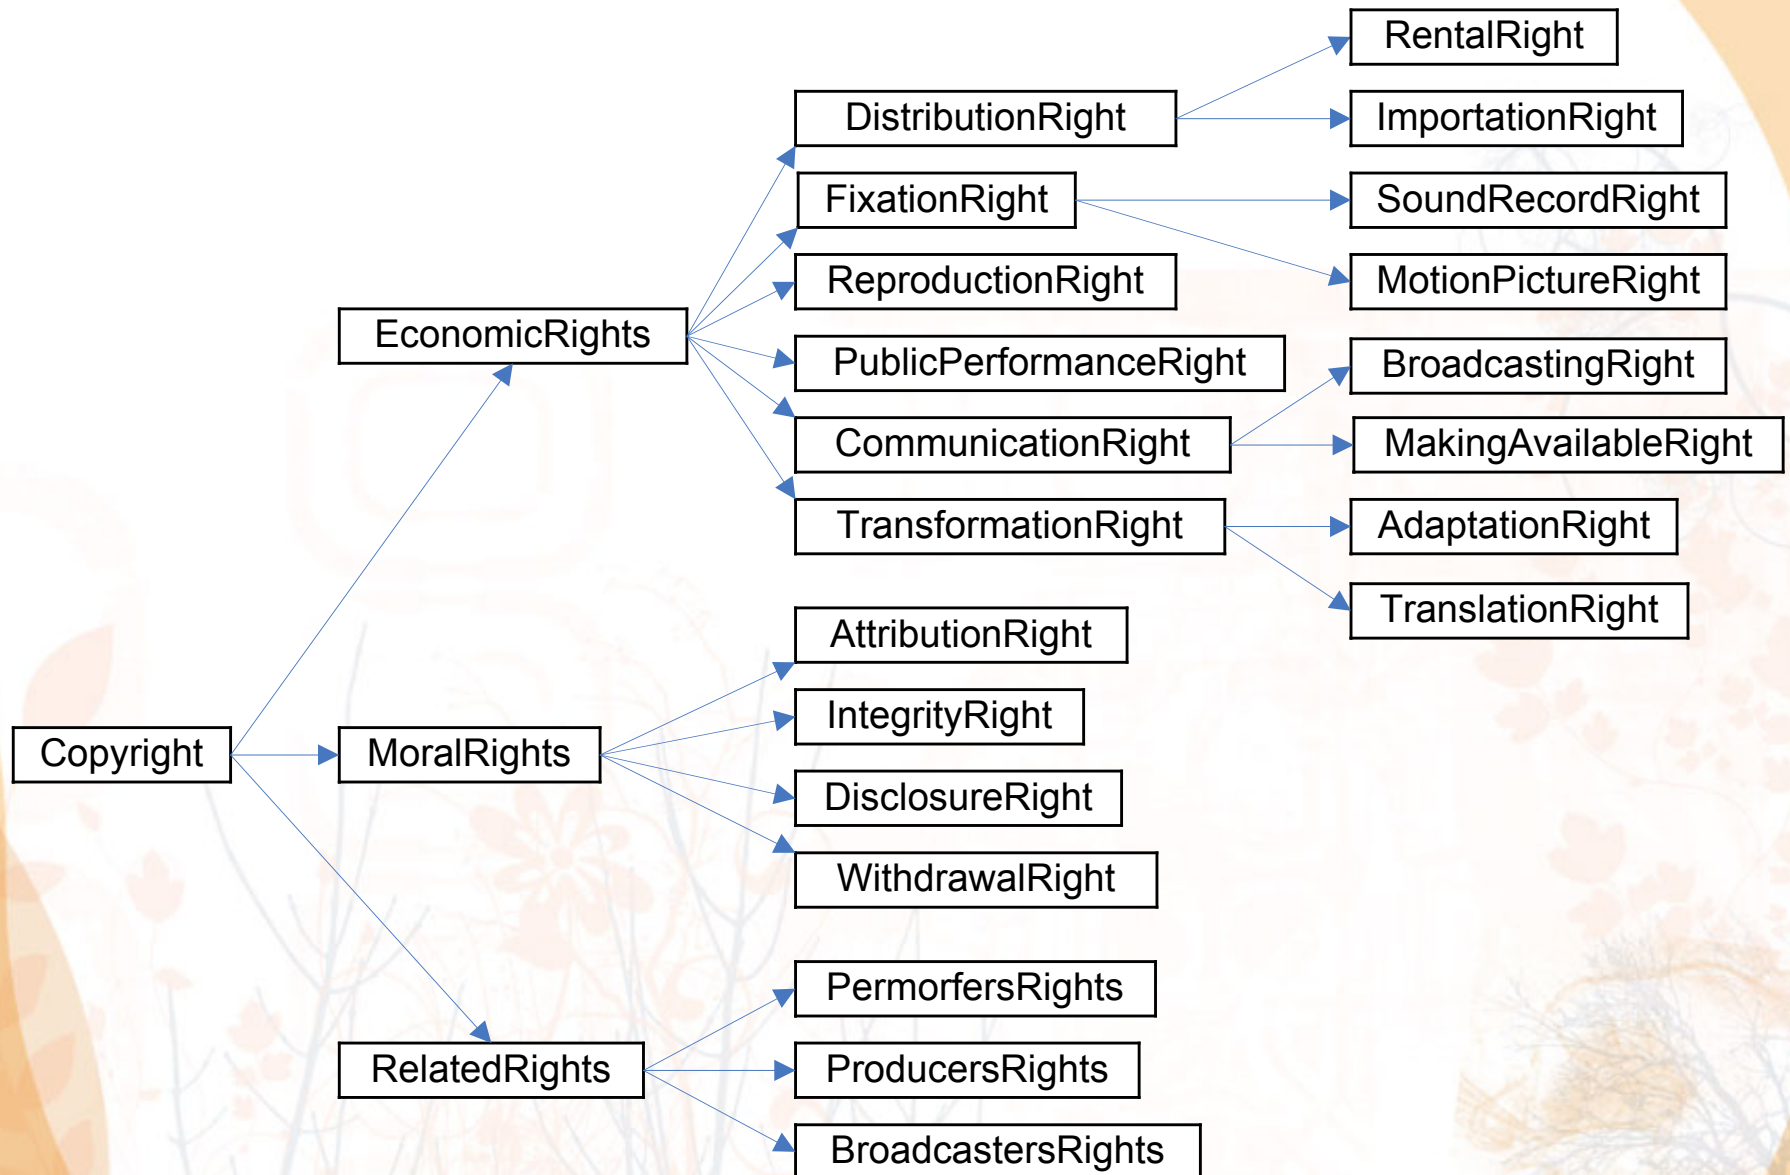 RentalRight
DistributionRight
ImportationRight
FixationRight
SoundRecordRight
ReproductionRight
MotionPictureRight
EconomicRights
PublicPerformanceRight
BroadcastingRight
CommunicationRight
MakingAvailableRight
TransformationRight
AdaptationRight
TranslationRight
AttributionRight
IntegrityRight
Copyright
MoralRights
DisclosureRight
WithdrawalRight
PermorfersRights
RelatedRights
ProducersRights
BroadcastersRights